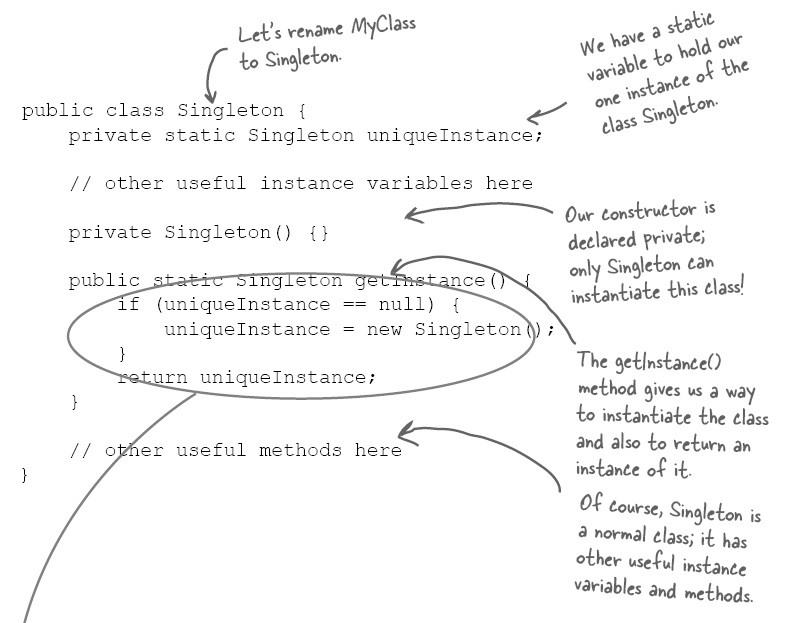 Let's rename MyClass
to Singleton.
We have a static
variable to hold our
one instance of the
class Singleton.
public class Singleton {
private static Singleton uniqueInstance;
// other useful instance variables here
private Singleton() {}
Our constructor is
declared private;
only Singleton can
instantiate this class!
public static Singleton getInstance() {
if (uniqueInstance == null) {
uniqueInstance = new Singleton();
}
return uniqueInstance;
}
The getInstance()
method gives us a way
to instantiate the class
and also to return an
instance of it.
// other useful methods here
}
Of course, Singleton is
a normal class; it has
other useful instance
variables and methods.